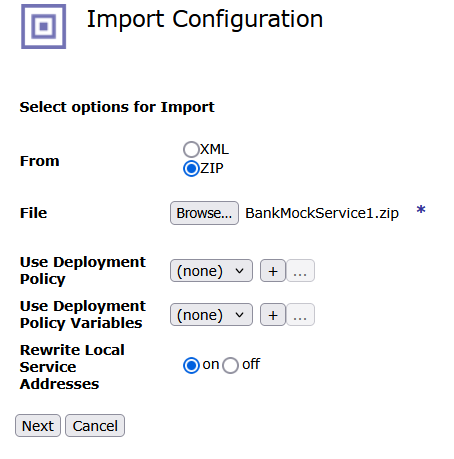 Import Configuration
Select options for Import
From
XML
ZIP
File
Browse... BankMockService1.zip *
Use Deployment
Policy
(none) + ...
Use Deployment
Policy Variables
(none) + ...
Rewrite Local
Service
Addresses
on off
Next Cancel